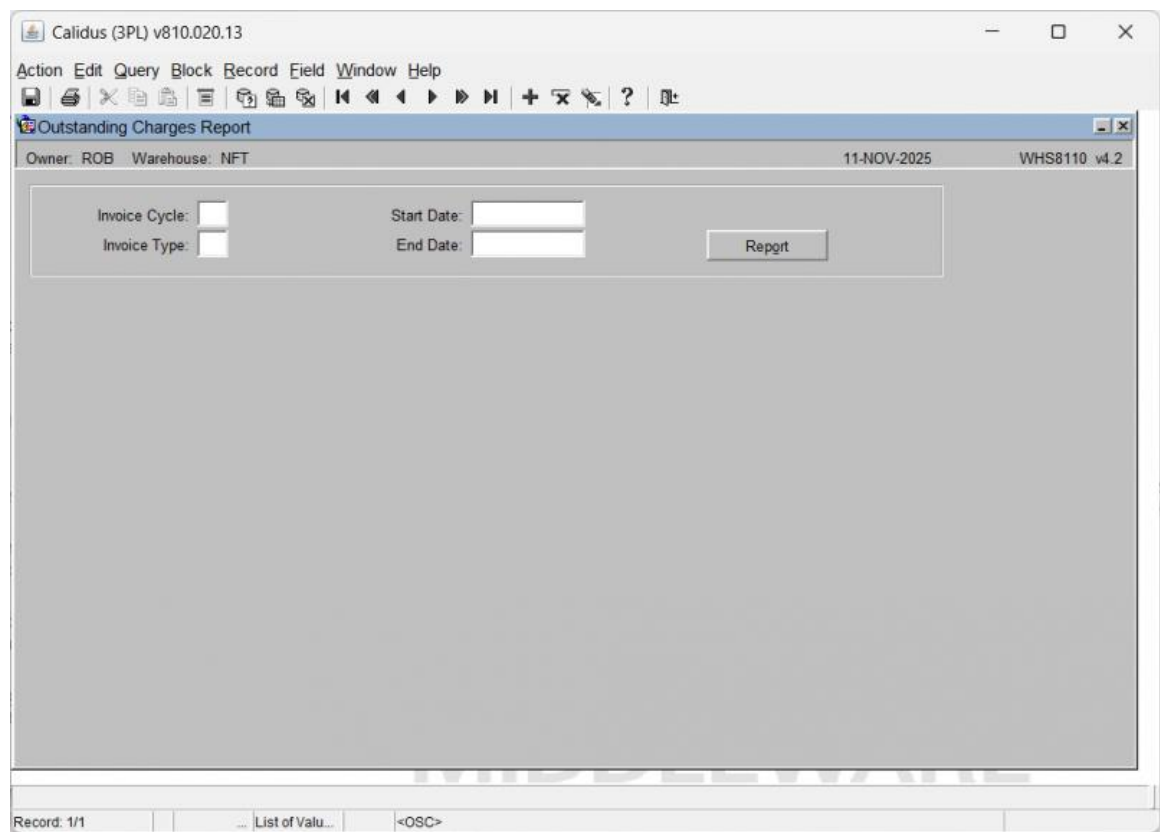 Calidus (3PL) v810.020.13
Action Edit Query Block Record Field Window Help
Outstanding Charges Report
Owner: ROB Warehouse: NFT 11-NOV-2025 WHS8110 v4.2
Invoice Cycle: Start Date:
Invoice Type: End Date: Report
MIDDLEWARE
Record: 1/1 ... List of Valu... <OSC>